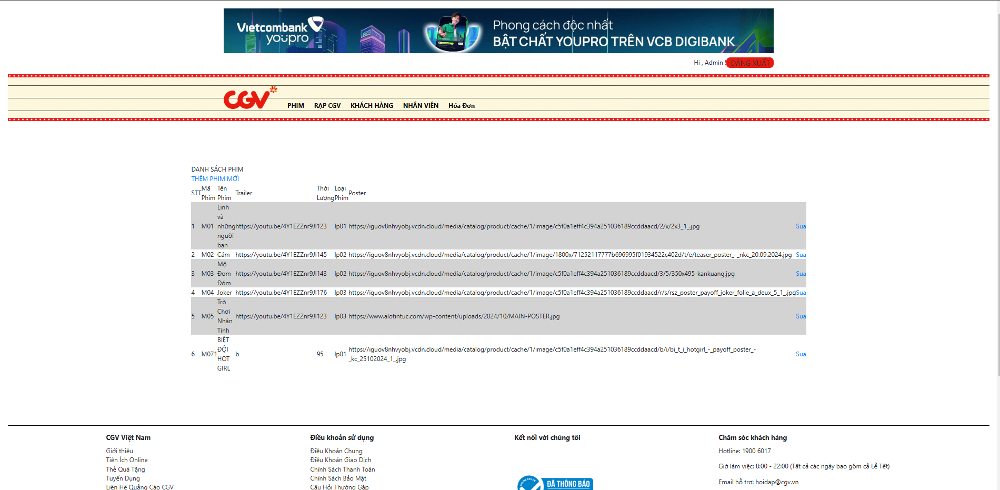 Vietcombank
youpro
Phong cách độc nhất
BẬT CHẤT YOUPRO TRÊN VCB DIGIBANK
Hi , Admin !
ĐĂNG XUẤT
CGV
PHIM RẠP CGV KHÁCH HÀNG NHÂN VIÊN Hóa Đơn
DANH SÁCH PHIM
THÊM PHIM MỚI
STT Mã Phim Tên Phim Trailer Thời Lượng Loại Phim Poster
1 M01 Linh và những người bạn https://youtu.be/4Y1EZZnr9JI 123 lp01 https://iguov8nhvyobj.vcdn.cloud/media/catalog/product/cache/1/image/c5f0a1eff4c394a251036189ccddaacd/2/x/2x3_1_.jpg Sua
2 M02 Cám https://youtu.be/4Y1EZZnr9JI 145 lp02 https://iguov8nhvyobj.vcdn.cloud/media/catalog/product/cache/1/image/1800x/71252117777b696995f01934522c402d/t/e/teaser_poster_-_nkc_20.09.2024.jpg Sua
3 M03 Mộ Đom Đóm https://youtu.be/4Y1EZZnr9JI 143 lp02 https://iguov8nhvyobj.vcdn.cloud/media/catalog/product/cache/1/image/c5f0a1eff4c394a251036189ccddaacd/3/5/350x495-kankuang.jpg Sua
4 M04 Joker https://youtu.be/4Y1EZZnr9JI 176 lp03 https://iguov8nhvyobj.vcdn.cloud/media/catalog/product/cache/1/image/c5f0a1eff4c394a251036189ccddaacd/r/s/rsz_poster_payoff_joker_folie_a_deux_5_1_.jpg Sua
5 M05 Trò Chơi Nhân Tính https://youtu.be/4Y1EZZnr9JI 123 lp03 https://www.alotintuc.com/wp-content/uploads/2024/10/MAIN-POSTER.jpg Sua
6 M071 BIỆT ĐỘI HOT GIRL b 95 lp01 https://iguov8nhvyobj.vcdn.cloud/media/catalog/product/cache/1/image/c5f0a1eff4c394a251036189ccddaacd/b/i/bi_t_i_hotgirl_-_payoff_poster_-_kc_25102024_1_.jpg Sua
CGV Việt Nam
Giới thiệu
Tiện Ích Online
Thẻ Quà Tặng
Tuyển Dụng
Liên Hệ Quảng Cáo CGV
Điều khoản sử dụng
Điều Khoản Chung
Điều Khoản Giao Dịch
Chính Sách Thanh Toán
Chính Sách Bảo Mật
Câu Hỏi Thường Gặp
Kết nối với chúng tôi
ONLINE.GOV.VN
ĐÃ THÔNG BÁO
Chăm sóc khách hàng
Hotline: 1900 6017
Giờ làm việc: 8:00 - 22:00 (Tất cả các ngày bao gồm cả Lễ Tết)
Email hỗ trợ: hoidap@cgv.vn